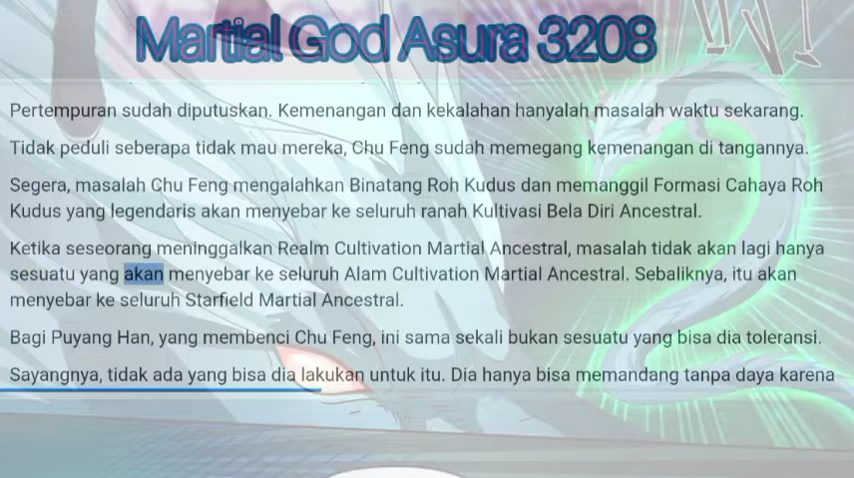 Martial God Asura 3208
Pertempuran sudah diputuskan. Kemenangan dan kekalahan hanyalah masalah waktu sekarang.
Tidak peduli seberapa tidak mau mereka, Chu Feng sudah memegang kemenangan di tangannya.
Segera, masalah Chu Feng mengalahkan Binatang Roh Kudus dan memanggil Formasi Cahaya Roh
Kudus yang legendaris akan menyebar ke seluruh ranah Kultivasi Bela Diri Ancestral.
Ketika seseorang meninggalkan Realm Cultivation Martial Ancestral, masalah tidak akan lagi hanya
sesuatu yang akan menyebar ke seluruh Alam Cultivation Martial Ancestral. Sebaliknya, itu akan
menyebar ke seluruh Starfield Martial Ancestral.
Bagi Puyang Han, yang membenci Chu Feng, ini sama sekali bukan sesuatu yang bisa dia toleransi.
Sayangnya, tidak ada yang bisa dia lakukan untuk itu. Dia hanya bisa memandang tanpa daya karena